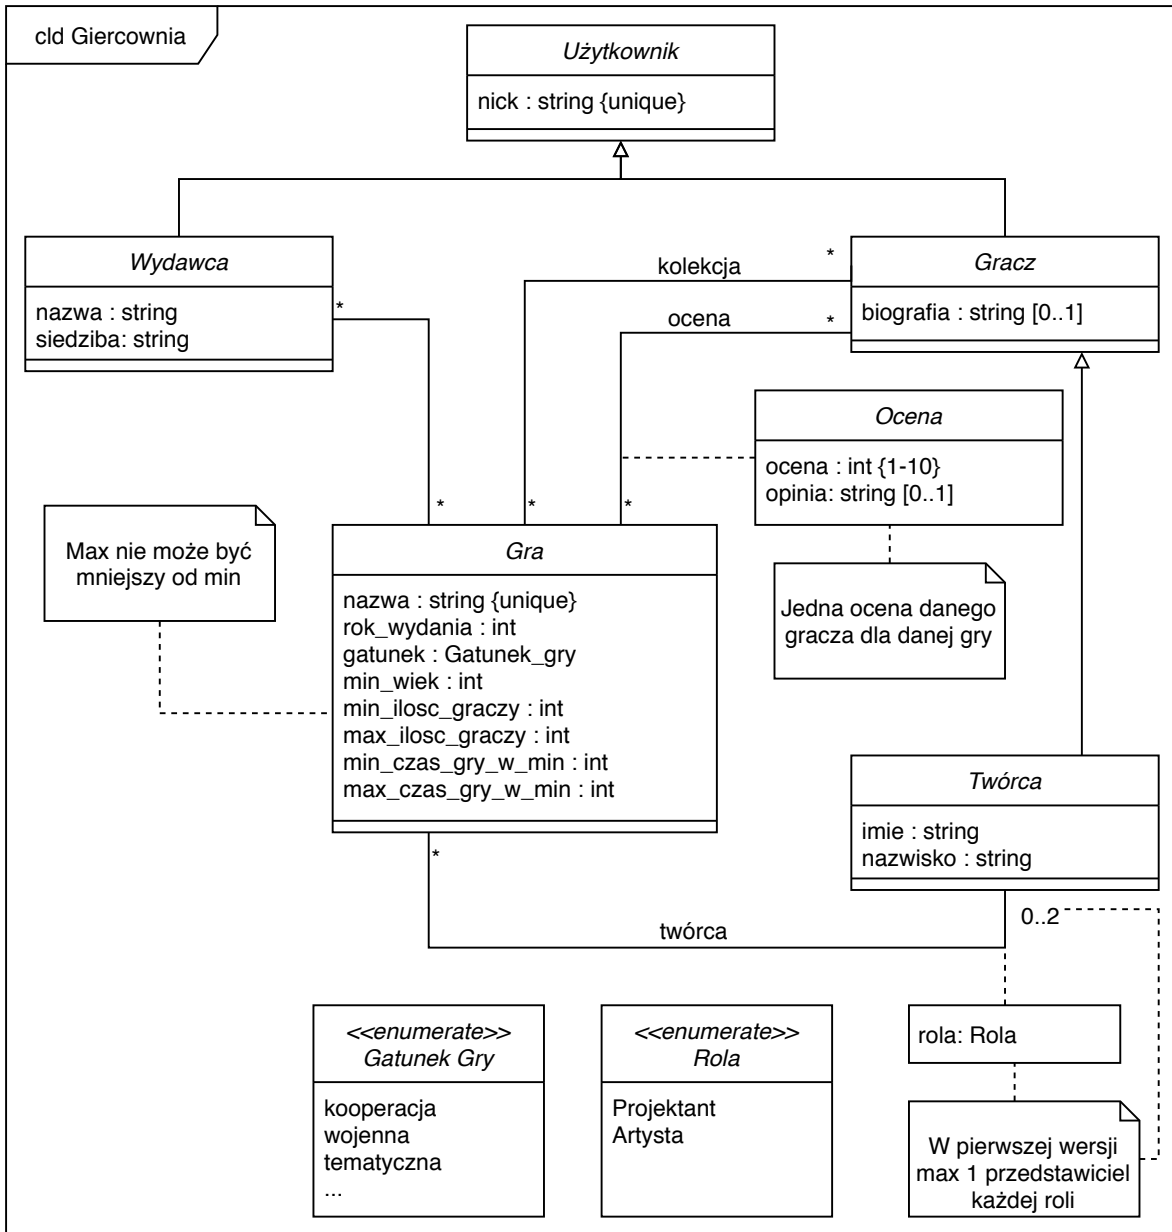 cld Giercownia
Użytkownik
nick : string {unique}
Wydawca
nazwa : string
siedziba: string
*
kolekcja
*
ocena
*
Gracz
biografia : string [0..1]
Ocena
ocena : int {1-10}
opinia: string [0..1]
*
*
*
Max nie może być
mniejszy od min
Gra
nazwa : string {unique}
rok_wydania : int
gatunek : Gatunek_gry
min_wiek : int
min_ilosc_graczy : int
max_ilosc_graczy : int
min_czas_gry_w_min : int
max_czas_gry_w_min : int
Jedna ocena danego
gracza dla danej gry
Twórca
imie : string
nazwisko : string
*
0..2
twórca
<<enumerate>>
Gatunek Gry
kooperacja
wojenna
tematyczna
...
<<enumerate>>
Rola
Projektant
Artysta
rola: Rola
W pierwszej wersji
max 1 przedstawiciel
każdej roli